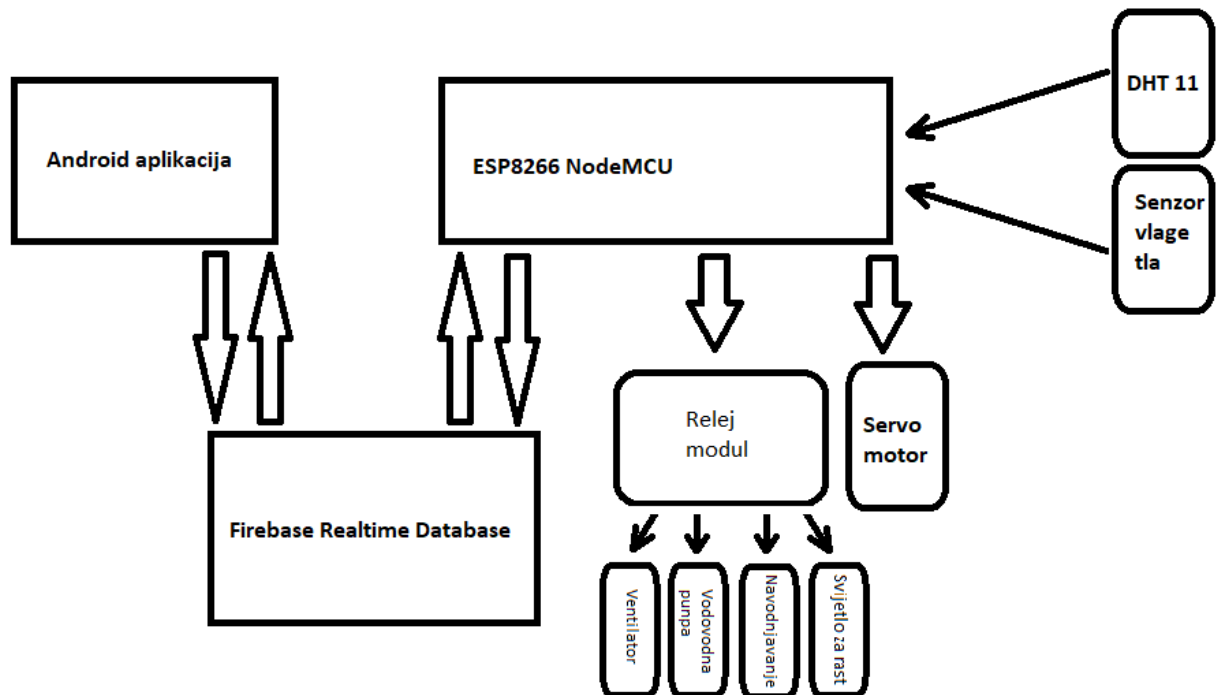 DHT 11
Android aplikacija
ESP8266 NodeMCU
Senzor
vlage
tla
Relej
modul
Servo
motor
Firebase Realtime Database
Ventilator
Vodovodna
punpa
Navodnjavanje
Svijetlo za rast